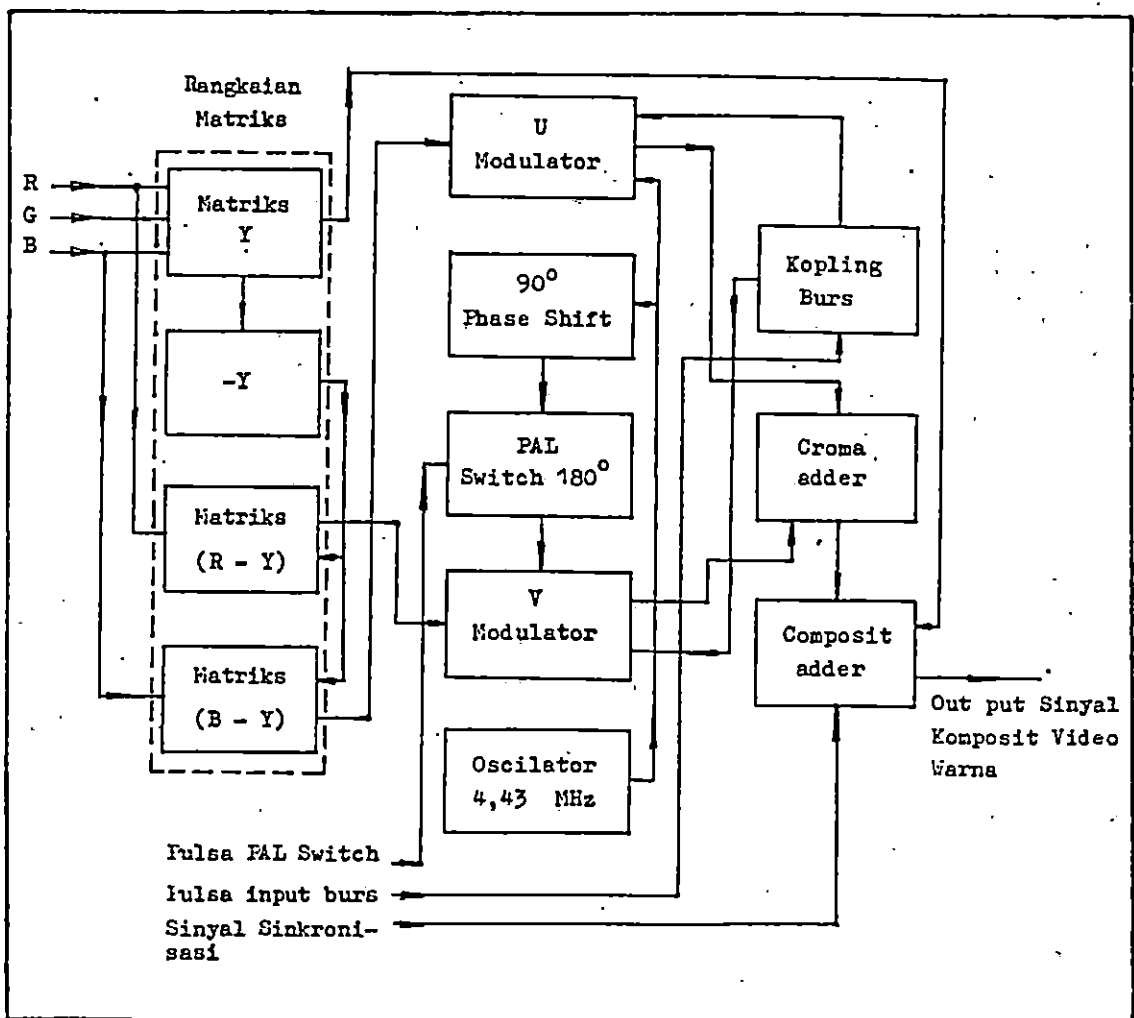 Rangkaian
Matriks
R
G
B
Matriks
Y
-Y
Matriks
(R - Y)
Matriks
(B - Y)
U
Modulator
90°
Phase Shift
PAL
Switch 180°
V
Modulator
Oscilator
4,43 MHz
Kopling
Burs
Croma
adder
Composit
adder
Out put Sinyal
Komposit Video
Warna
Pulsa PAL Switch
Pulsa input burs
Sinyal Sinkroni-
sasi